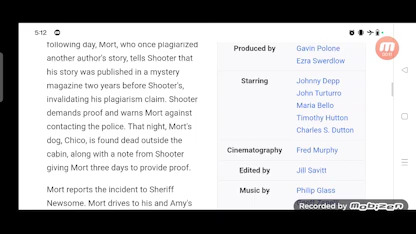 5:12
following day, Mort, who once plagiarized
another author's story, tells Shooter that
his story was published in a mystery
magazine two years before Shooter's,
invalidating his plagiarism claim. Shooter
demands proof and warns Mort against
contacting the police. That night, Mort's
dog, Chico, is found dead outside the
cabin, along with a note from Shooter
giving Mort three days to provide proof.
Mort reports the incident to Sheriff
Newsome. Mort drives to his and Amy's
Produced by Gavin Polone
Ezra Swerdlow
Starring Johnny Depp
John Turturro
Maria Bello
Timothy Hutton
Charles S. Dutton
Cinematography Fred Murphy
Edited by Jill Savitt
Music by Philip Glass
Recorded by Mobizen